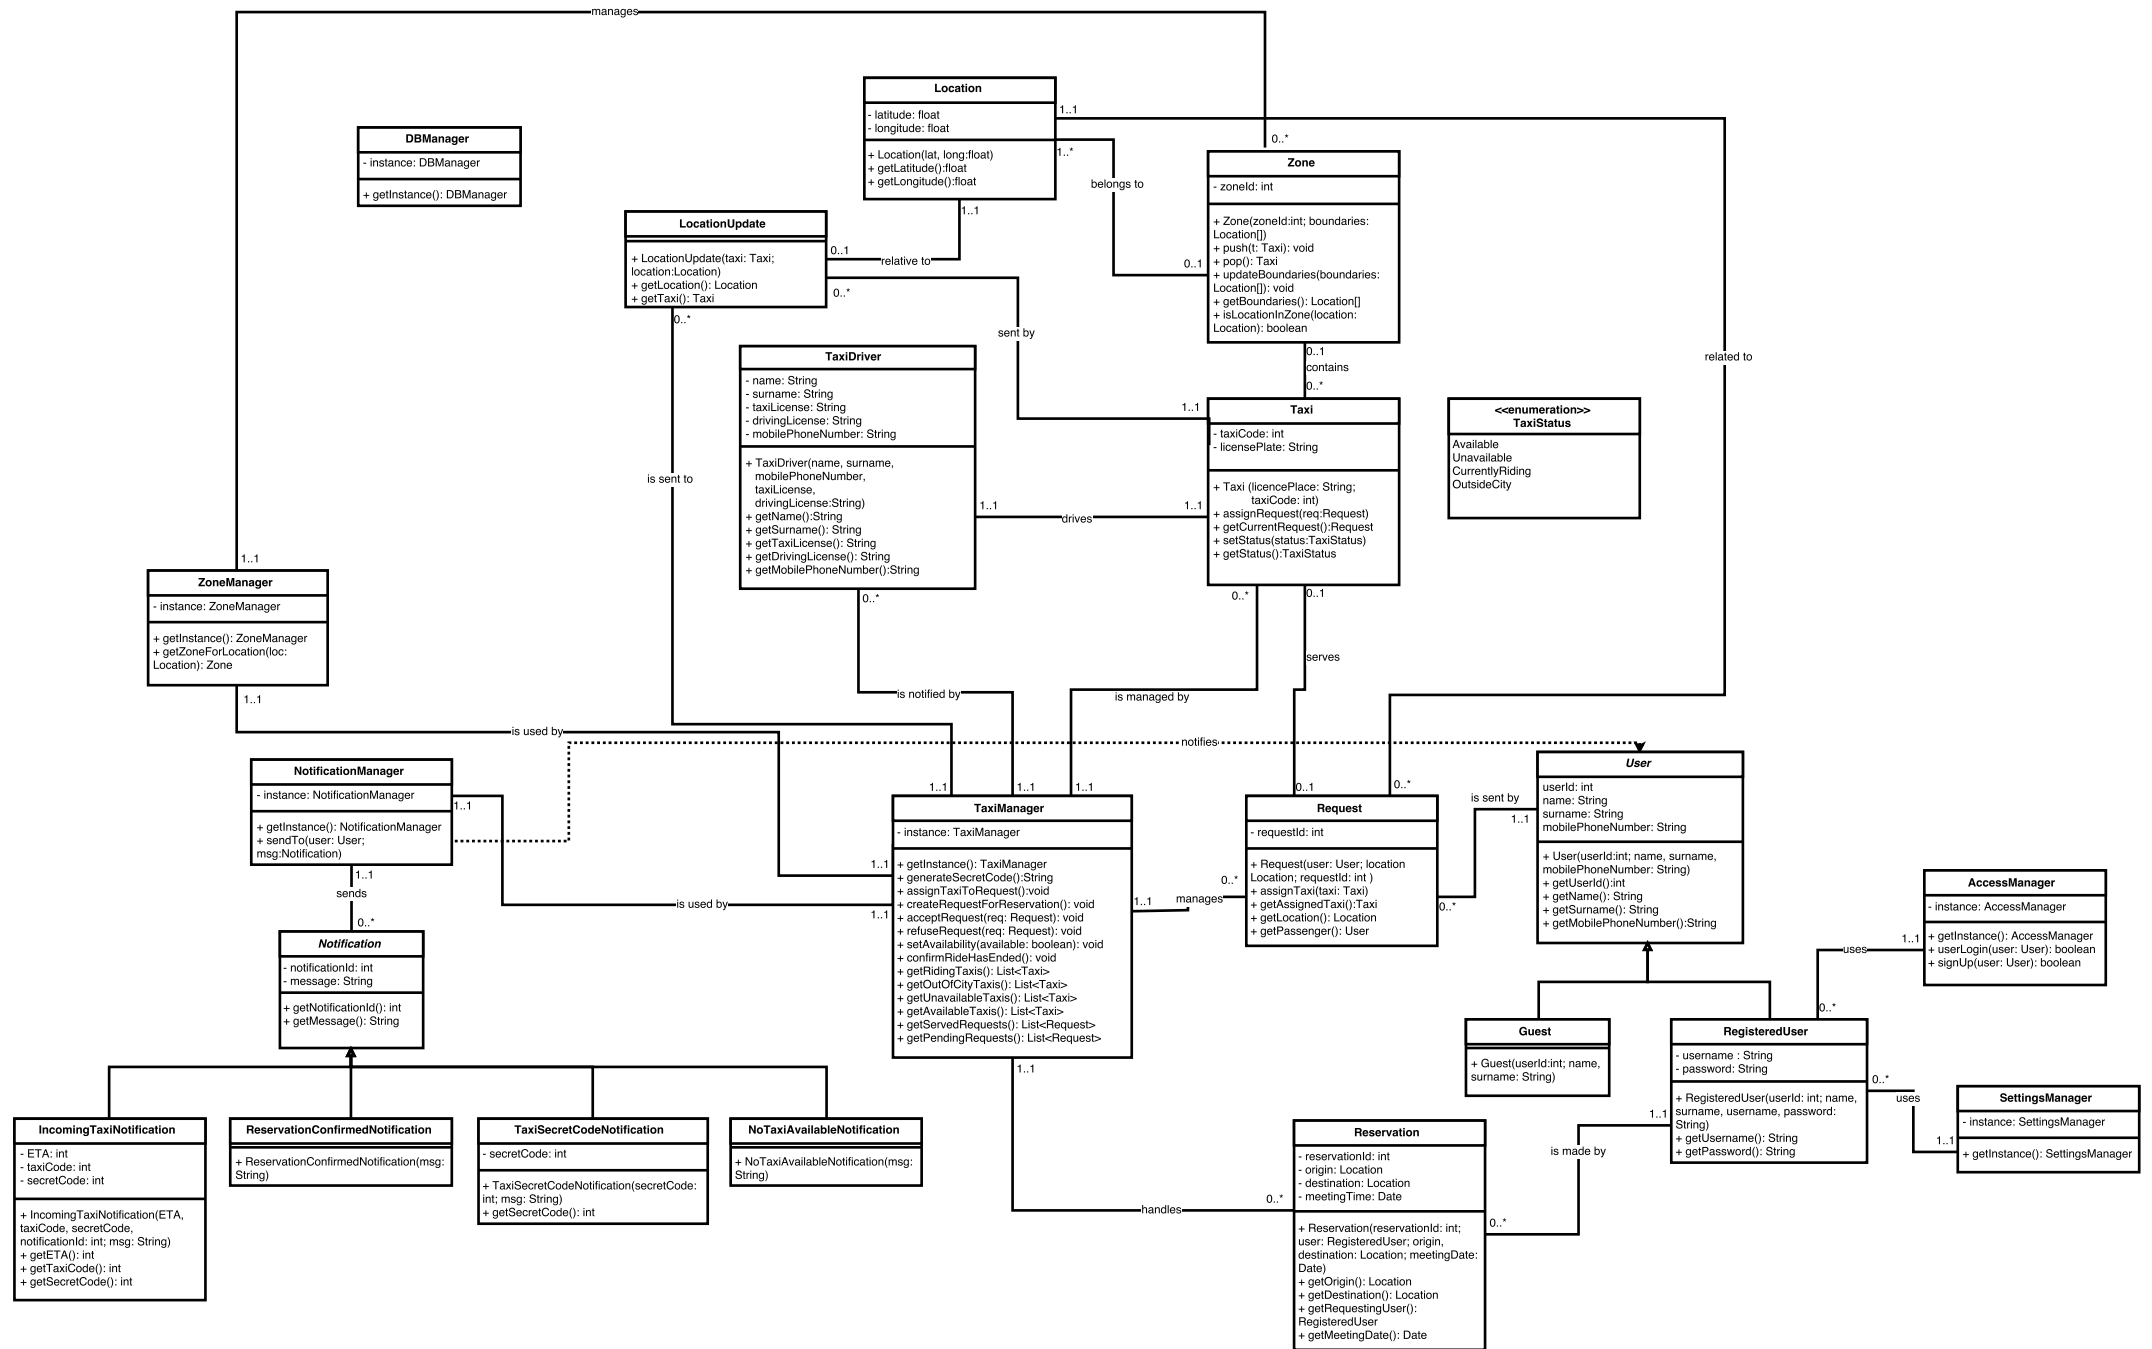 manages
Location
- latitude: float
- longitude: float
+ Location(lat, long:float)
+ getLatitude():float
+ getLongitude():float
1..1
1..*
1..1
belongs to
0..1
related to
DBManager
- instance: DBManager
+ getInstance(): DBManager
0..*
Zone
- zoneId: int
+ Zone(zoneId:int; boundaries:
Location[])
+ push(t: Taxi): void
+ pop(): Taxi
+ updateBoundaries(boundaries:
Location[]): void
+ getBoundaries(): Location[]
+ isLocationInZone(location:
Location): boolean
0..1
contains
0..*
LocationUpdate
+ LocationUpdate(taxi: Taxi;
location:Location)
+ getLocation(): Location
+ getTaxi(): Taxi
0..1
relative to
0..*
sent by
1..1
0..*
is sent to
TaxiDriver
- name: String
- surname: String
- taxiLicense: String
- drivingLicense: String
- mobilePhoneNumber: String
+ TaxiDriver(name, surname,
mobilePhoneNumber,
taxiLicense,
drivingLicense:String)
+ getName():String
+ getSurname(): String
+ getTaxiLicense(): String
+ getDrivingLicense(): String
+ getMobilePhoneNumber():String
1..1
drives
1..1
0..*
is notified by
Taxi
- taxiCode: int
- licensePlate: String
+ Taxi (licencePlace: String;
taxiCode: int)
+ assignRequest(req:Request)
+ getCurrentRequest():Request
+ setStatus(status:TaxiStatus)
+ getStatus():TaxiStatus
0..*
is managed by
0..1
serves
<<enumeration>>
TaxiStatus
Available
Unavailable
CurrentlyRiding
OutsideCity
1..1
ZoneManager
- instance: ZoneManager
+ getInstance(): ZoneManager
+ getZoneForLocation(loc:
Location): Zone
1..1
is used by
notifies
NotificationManager
- instance: NotificationManager
+ getInstance(): NotificationManager
+ sendTo(user: User;
msg:Notification)
1..1
is used by
1..1
sends
0..*
Notification
- notificationId: int
- message: String
+ getNotificationId(): int
+ getMessage(): String
1..1
1..1
1..1
1..1
1..1
TaxiManager
- instance: TaxiManager
+ getInstance(): TaxiManager
+ generateSecretCode():String
+ assignTaxiToRequest():void
+ createRequestForReservation(): void
+ acceptRequest(req: Request): void
+ refuseRequest(req: Request): void
+ setAvailability(available: boolean): void
+ confirmRideHasEnded(): void
+ getRidingTaxis(): List<Taxi>
+ getOutOfCityTaxis(): List<Taxi>
+ getUnavailableTaxis(): List<Taxi>
+ getAvailableTaxis(): List<Taxi>
+ getServedRequests(): List<Request>
+ getPendingRequests(): List<Request>
1..1
manages
0..*
0..1
0..*
Request
- requestId: int
+ Request(user: User; location
Location; requestId: int )
+ assignTaxi(taxi: Taxi)
+ getAssignedTaxi():Taxi
+ getLocation(): Location
+ getPassenger(): User
0..*
is sent by
1..1
User
userId: int
name: String
surname: String
mobilePhoneNumber: String
+ User(userId:int; name, surname,
mobilePhoneNumber: String)
+ getUserId():int
+ getName(): String
+ getSurname(): String
+ getMobilePhoneNumber():String
AccessManager
- instance: AccessManager
+ getInstance(): AccessManager
+ userLogin(user: User): boolean
+ signUp(user: User): boolean
1..1
uses
0..*
Guest
+ Guest(userId:int; name,
surname: String)
RegisteredUser
- username : String
- password: String
+ RegisteredUser(userId: int; name,
surname, username, password:
String)
+ getUsername(): String
+ getPassword(): String
0..*
uses
1..1
SettingsManager
- instance: SettingsManager
+ getInstance(): SettingsManager
1..1
is made by
0..*
IncomingTaxiNotification
- ETA: int
- taxiCode: int
- secretCode: int
+ IncomingTaxiNotification(ETA,
taxiCode, secretCode,
notificationId: int; msg: String)
+ getETA(): int
+ getTaxiCode(): int
+ getSecretCode(): int
ReservationConfirmedNotification
+ ReservationConfirmedNotification(msg:
String)
TaxiSecretCodeNotification
- secretCode: int
+ TaxiSecretCodeNotification(secretCode:
int; msg: String)
+ getSecretCode(): int
NoTaxiAvailableNotification
+ NoTaxiAvailableNotification(msg:
String)
1..1
handles
0..*
Reservation
- reservationId: int
- origin: Location
- destination: Location
- meetingTime: Date
+ Reservation(reservationId: int;
user: RegisteredUser; origin,
destination: Location; meetingDate:
Date)
+ getOrigin(): Location
+ getDestination(): Location
+ getRequestingUser():
RegisteredUser
+ getMeetingDate(): Date